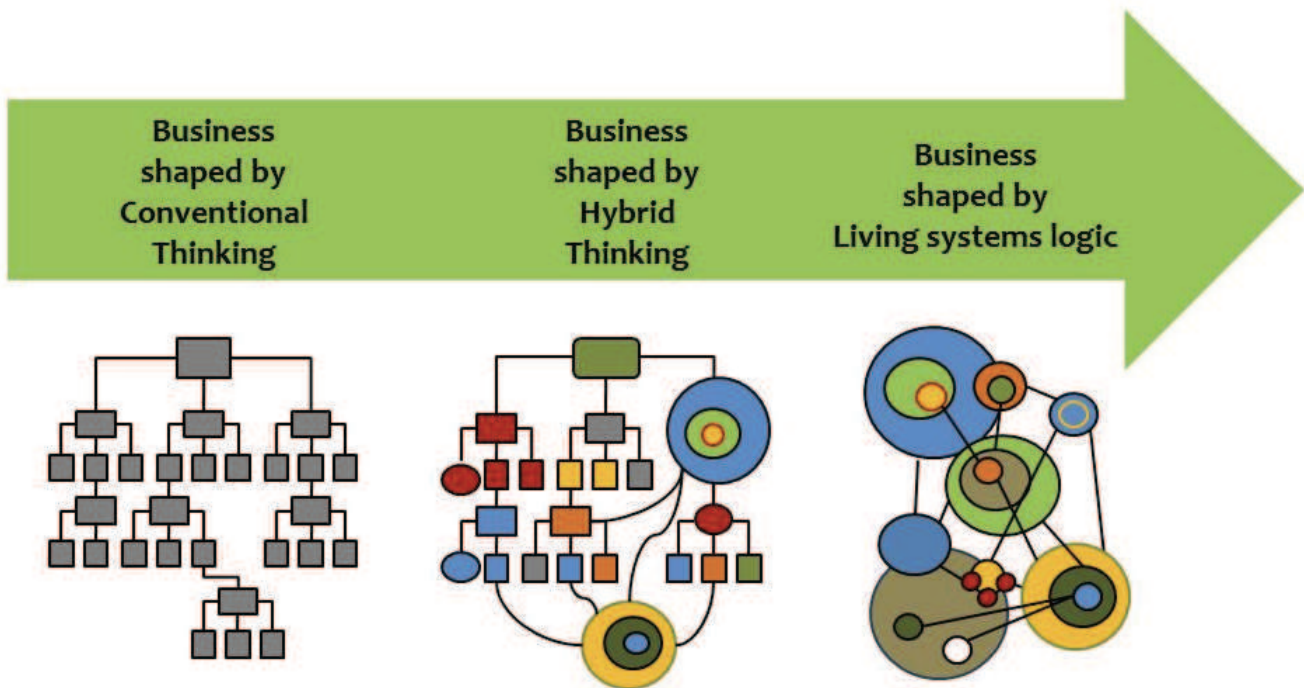 Business
shaped by
Conventional
Thinking
Business
shaped by
Hybrid
Thinking
Business
shaped by
Living systems logic